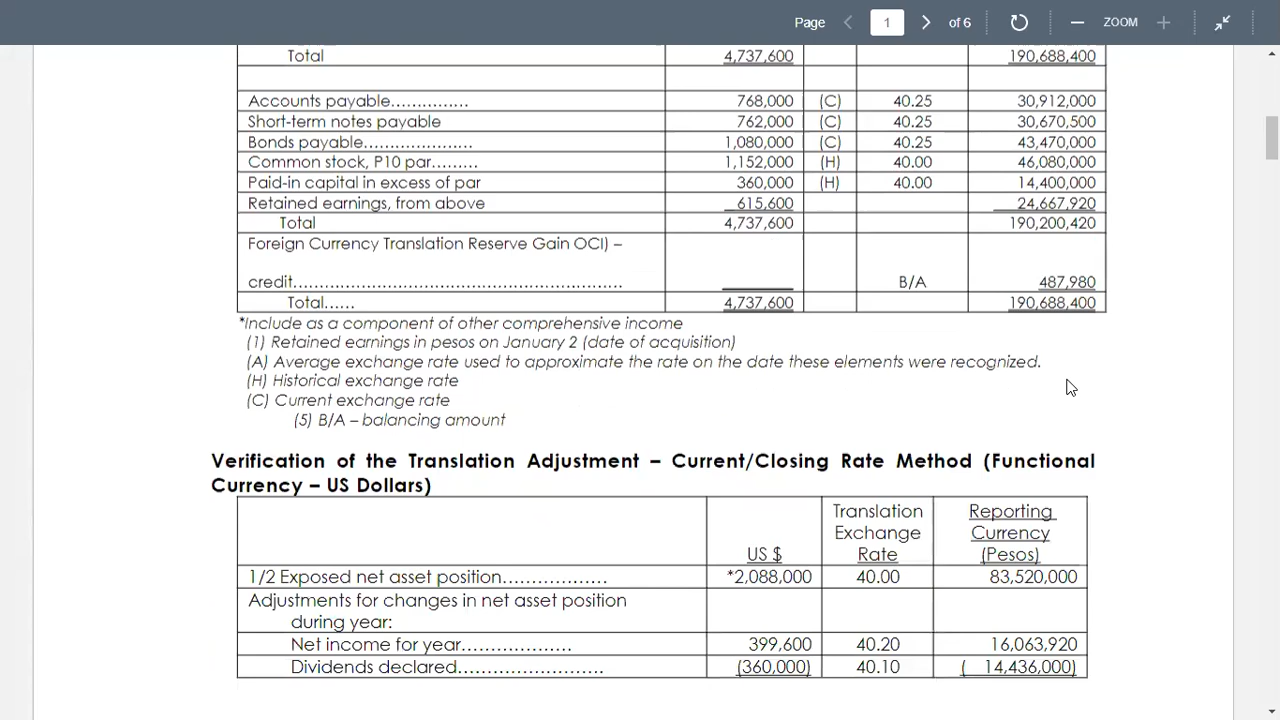 Page 1 of 6 ZOOM
Total 4,737,600 190,688,400
Accounts payable............... 768,000 (C) 40.25 30,912,000
Short-term notes payable 762,000 (C) 40.25 30,670,500
Bonds payable..................... 1,080,000 (C) 40.25 43,470,000
Common stock, P10 par......... 1,152,000 (H) 40.00 46,080,000
Paid-in capital in excess of par 360,000 (H) 40.00 14,400,000
Retained earnings, from above 615,600 24,667,920
Total 4,737,600 190,200,420
Foreign Currency Translation Reserve Gain OCI) –
credit............................................................... B/A 487,980
Total...... 4,737,600 190,688,400
*Include as a component of other comprehensive income
(1) Retained earnings in pesos on January 2 (date of acquisition)
(A) Average exchange rate used to approximate the rate on the date these elements were recognized.
(H) Historical exchange rate
(C) Current exchange rate
(5) B/A – balancing amount
Verification of the Translation Adjustment – Current/Closing Rate Method (Functional
Currency – US Dollars)
Translation Reporting
Exchange Currency
US $ Rate (Pesos)
1/2 Exposed net asset position.................. *2,088,000 40.00 83,520,000
Adjustments for changes in net asset position
during year:
Net income for year................... 399,600 40.20 16,063,920
Dividends declared......................... (360,000) 40.10 ( 14,436,000)